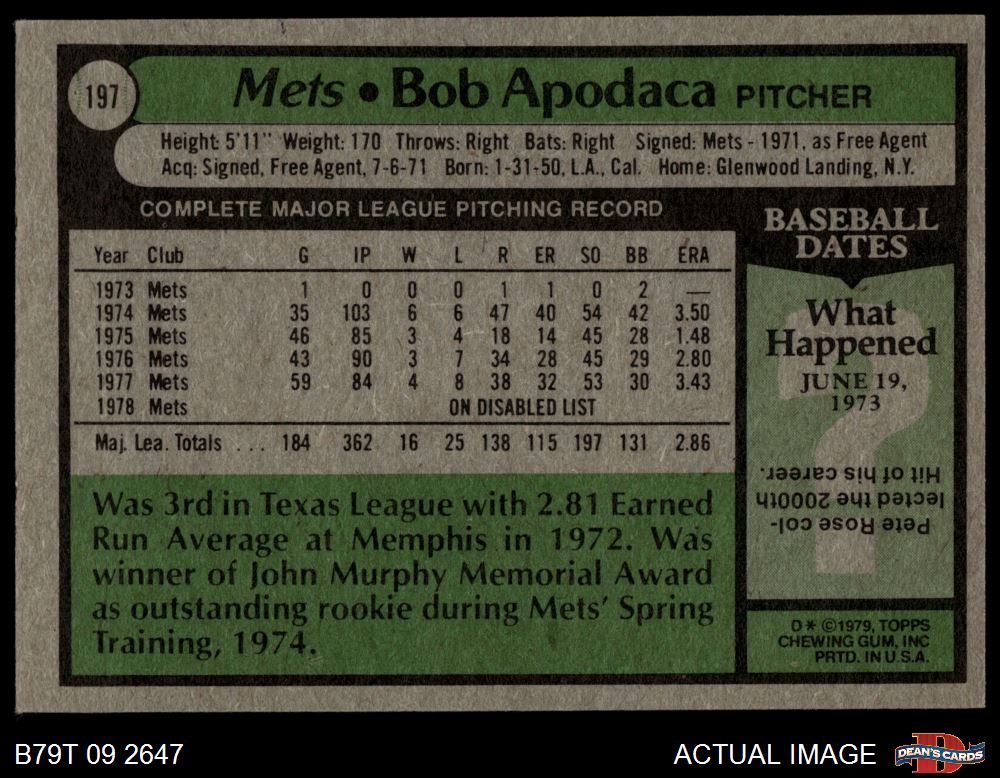 197
Mets • Bob Apodaca PITCHER
Height: 5'11" Weight: 170 Throws: Right Bats: Right Signed: Mets - 1971, as Free Agent
Acq: Signed, Free Agent, 7-6-71 Born: 1-31-50, L.A., Cal. Home: Glenwood Landing, N.Y.
COMPLETE MAJOR LEAGUE PITCHING RECORD
Year Club G IP W L R ER SO BB ERA
1973 Mets 1 0 0 0 1 1 0 2 —
1974 Mets 35 103 6 6 47 40 54 42 3.50
1975 Mets 46 85 3 4 18 14 45 28 1.48
1976 Mets 43 90 3 7 34 28 45 29 2.80
1977 Mets 59 84 4 8 38 32 53 30 3.43
1978 Mets ON DISABLED LIST
Maj. Lea. Totals . . . 184 362 16 25 138 115 197 131 2.86
Was 3rd in Texas League with 2.81 Earned
Run Average at Memphis in 1972. Was
winner of John Murphy Memorial Award
as outstanding rookie during Mets' Spring
Training, 1974.
BASEBALL
DATES
What
Happened
JUNE 19,
1973
?
Pete Rose col-
lected the 2000th
Hit of his career.
D* ©1979, TOPPS
CHEWING GUM, INC
PRTD. IN U.S.A.
B79T 09 2647
ACTUAL IMAGE
DEAN'S CARDS